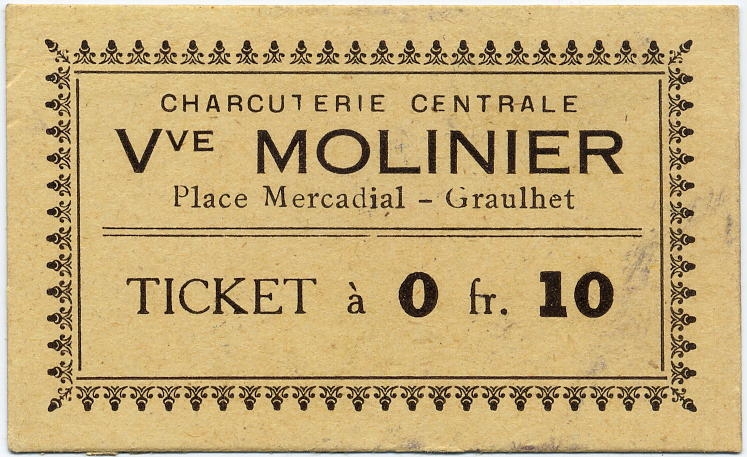 CHARCUTERIE CENTRALE
Vve MOLINIER
Place Mercadial – Graulhet
TICKET à 0 fr. 10